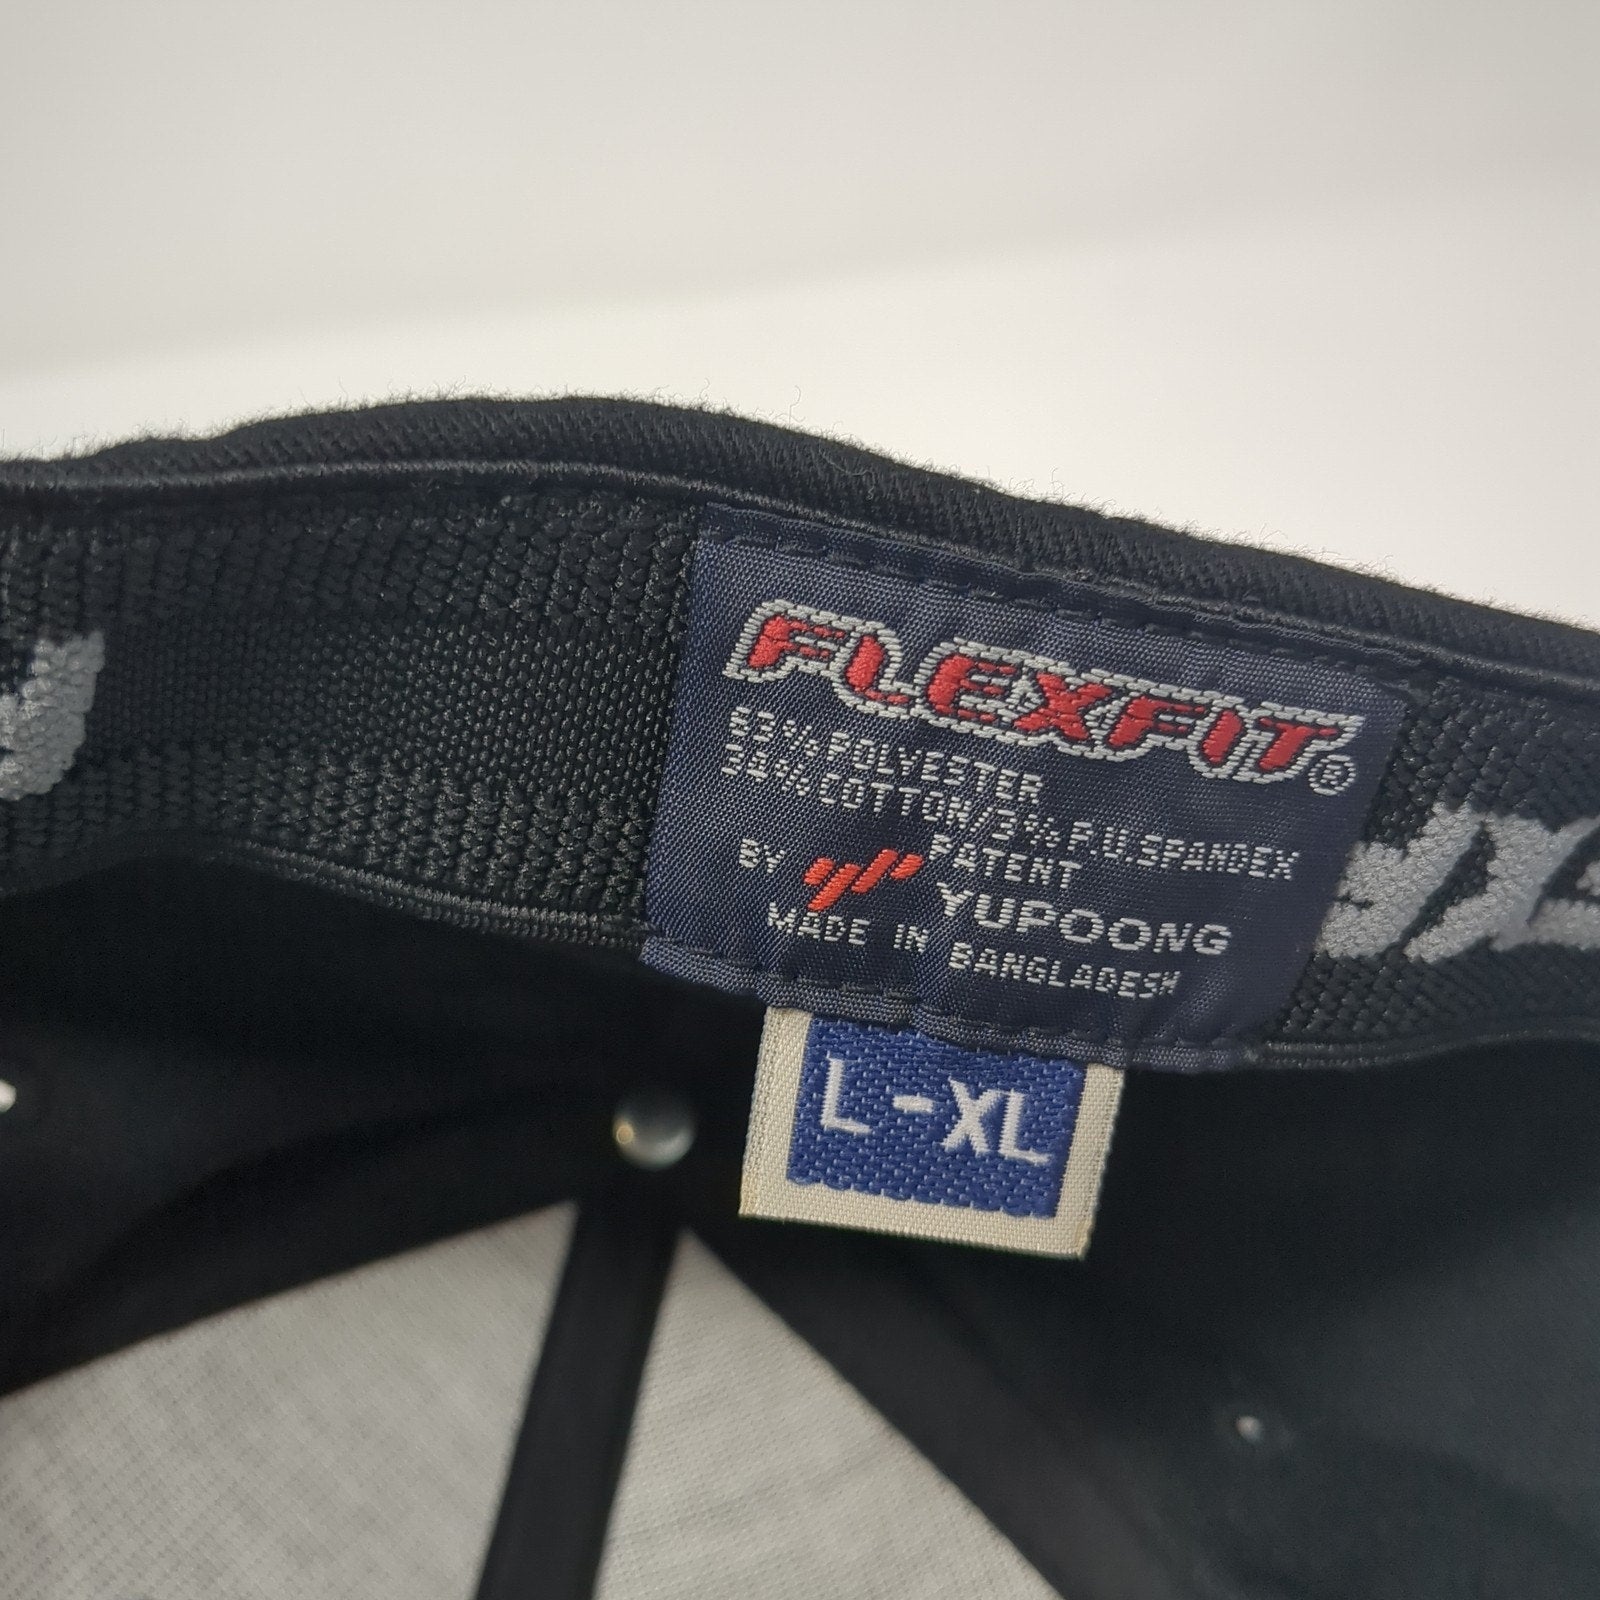 FLEXFIT®
63% POLYESTER
34% COTTON/3% P.U.SPANDEX
PATENT
BY YUPOONG
MADE IN BANGLADESH
L-XL